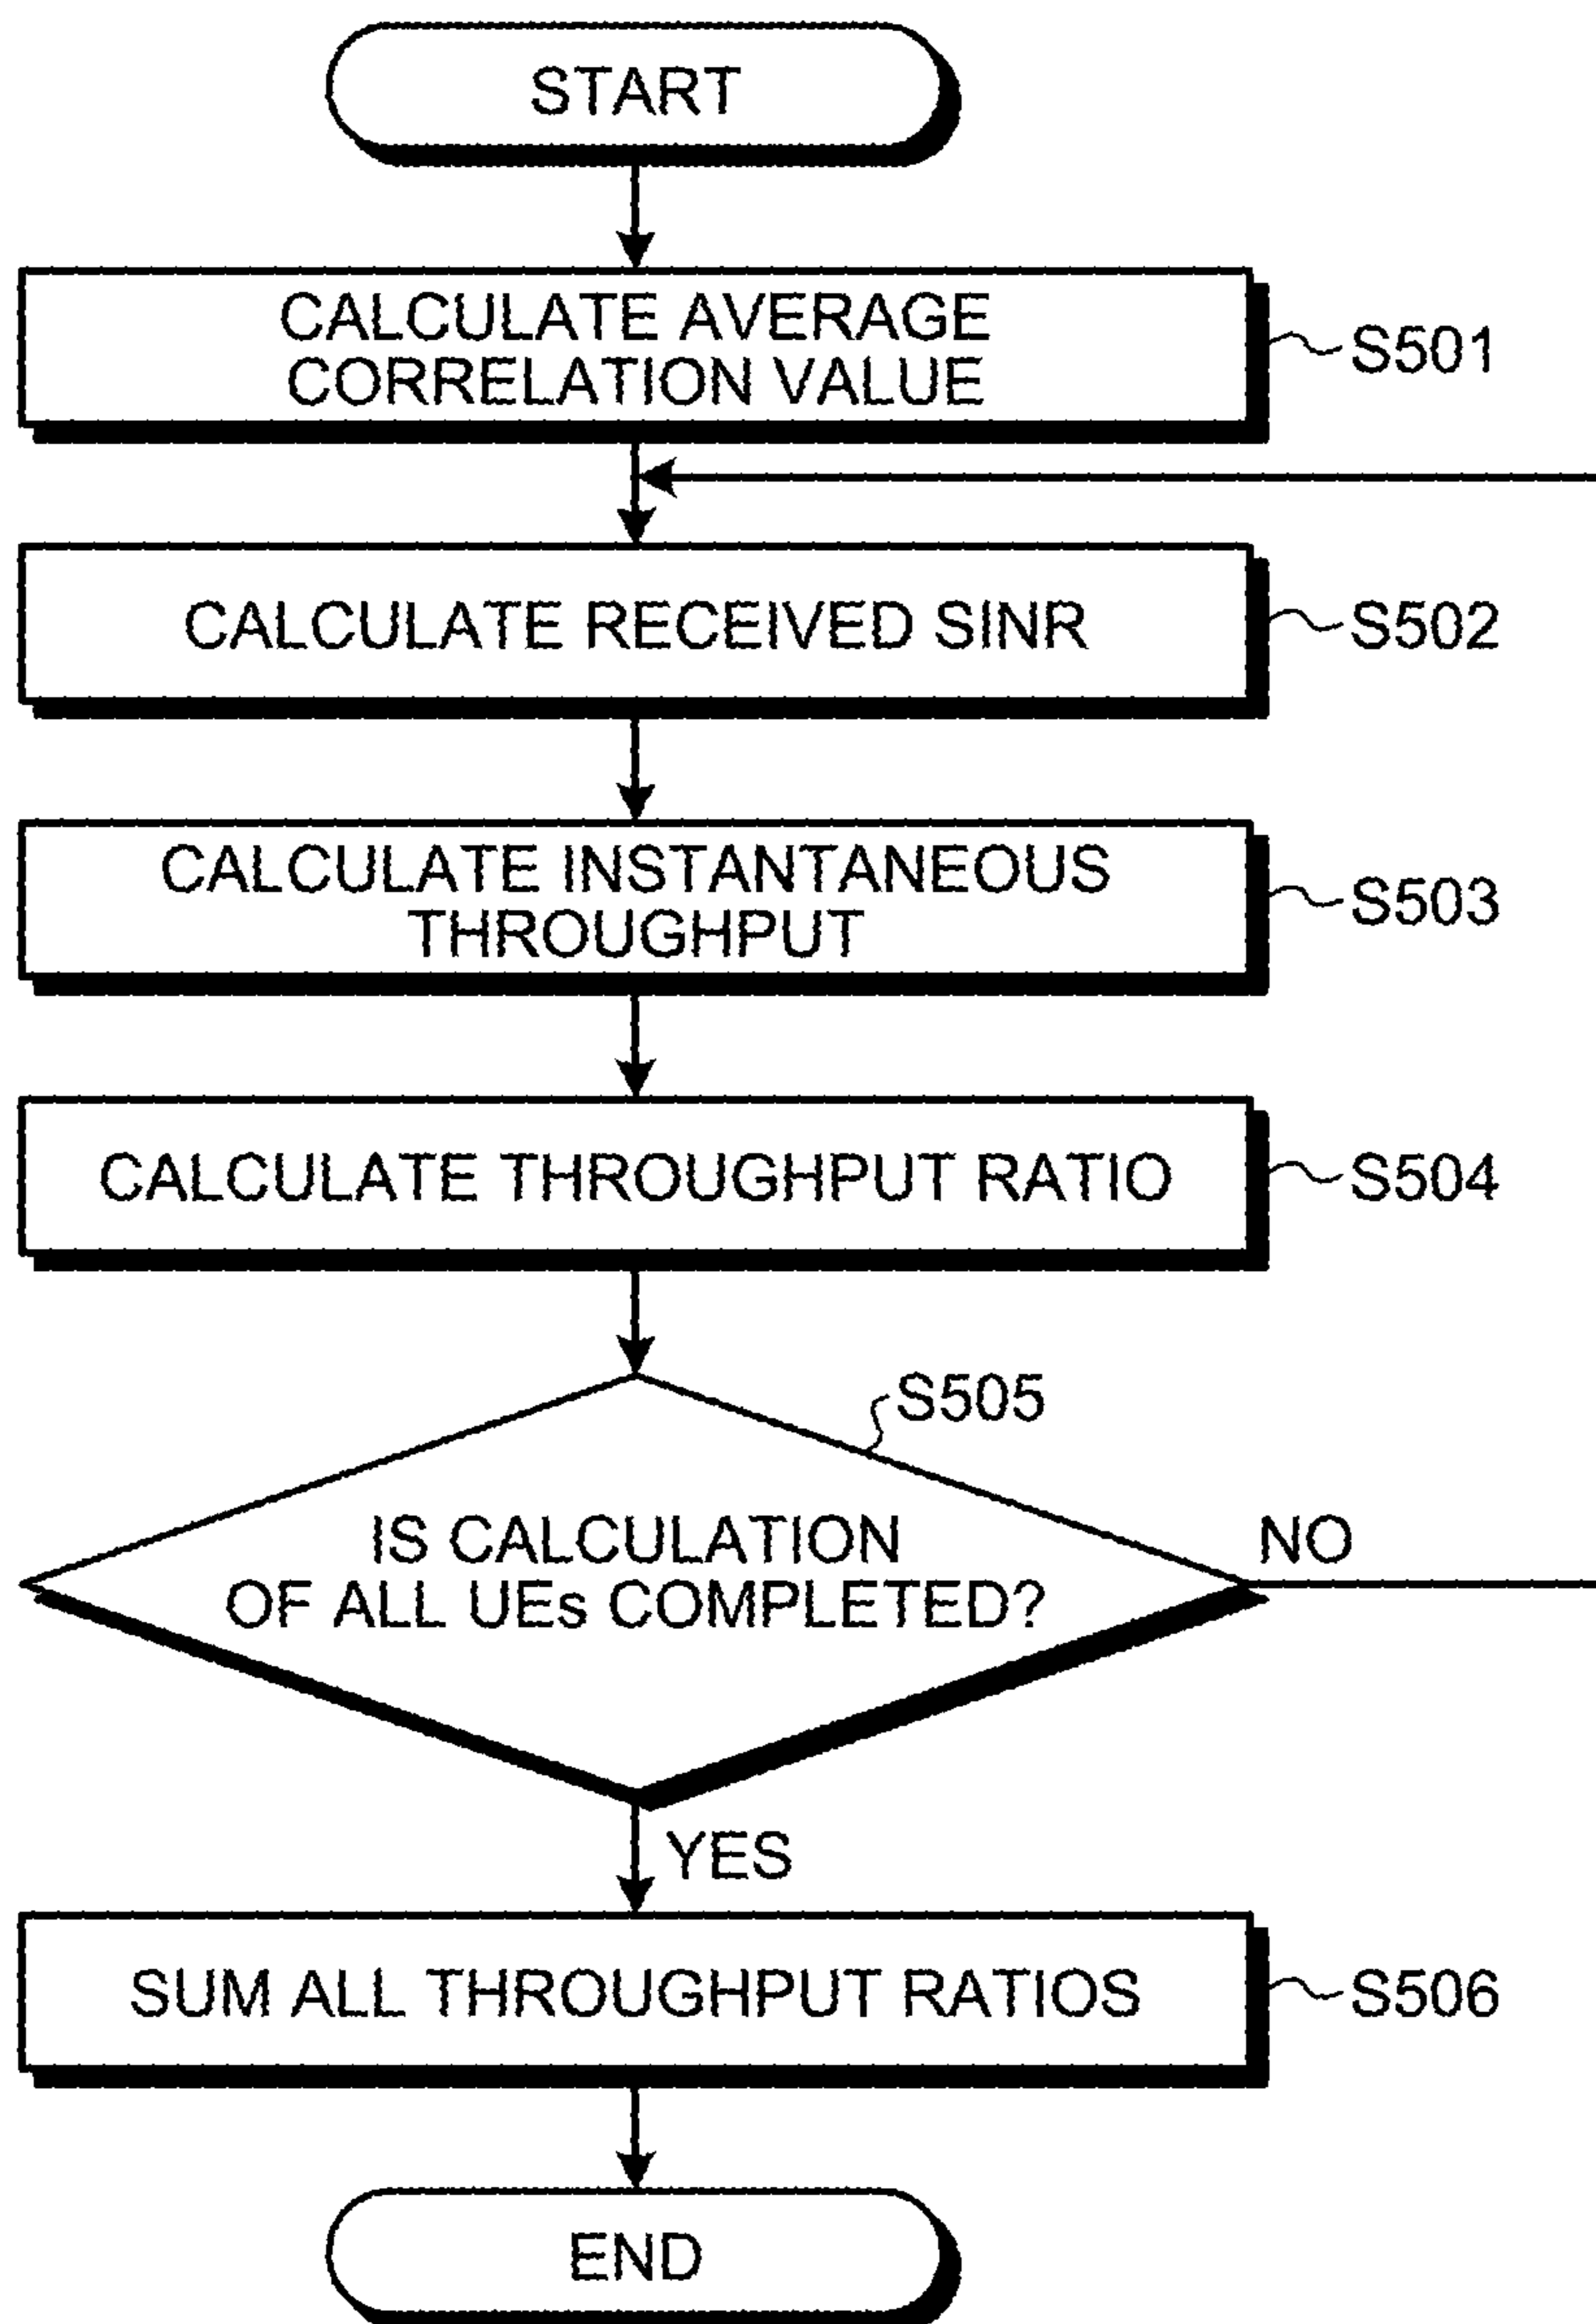 START
CALCULATE AVERAGE
CORRELATION VALUE
S501
CALCULATE RECEIVED SINR
S502
CALCULATE INSTANTANEOUS
THROUGHPUT
S503
CALCULATE THROUGHPUT RATIO
S504
S505
IS CALCULATION
OF ALL UEs COMPLETED?
NO
YES
SUM ALL THROUGHPUT RATIOS
S506
END